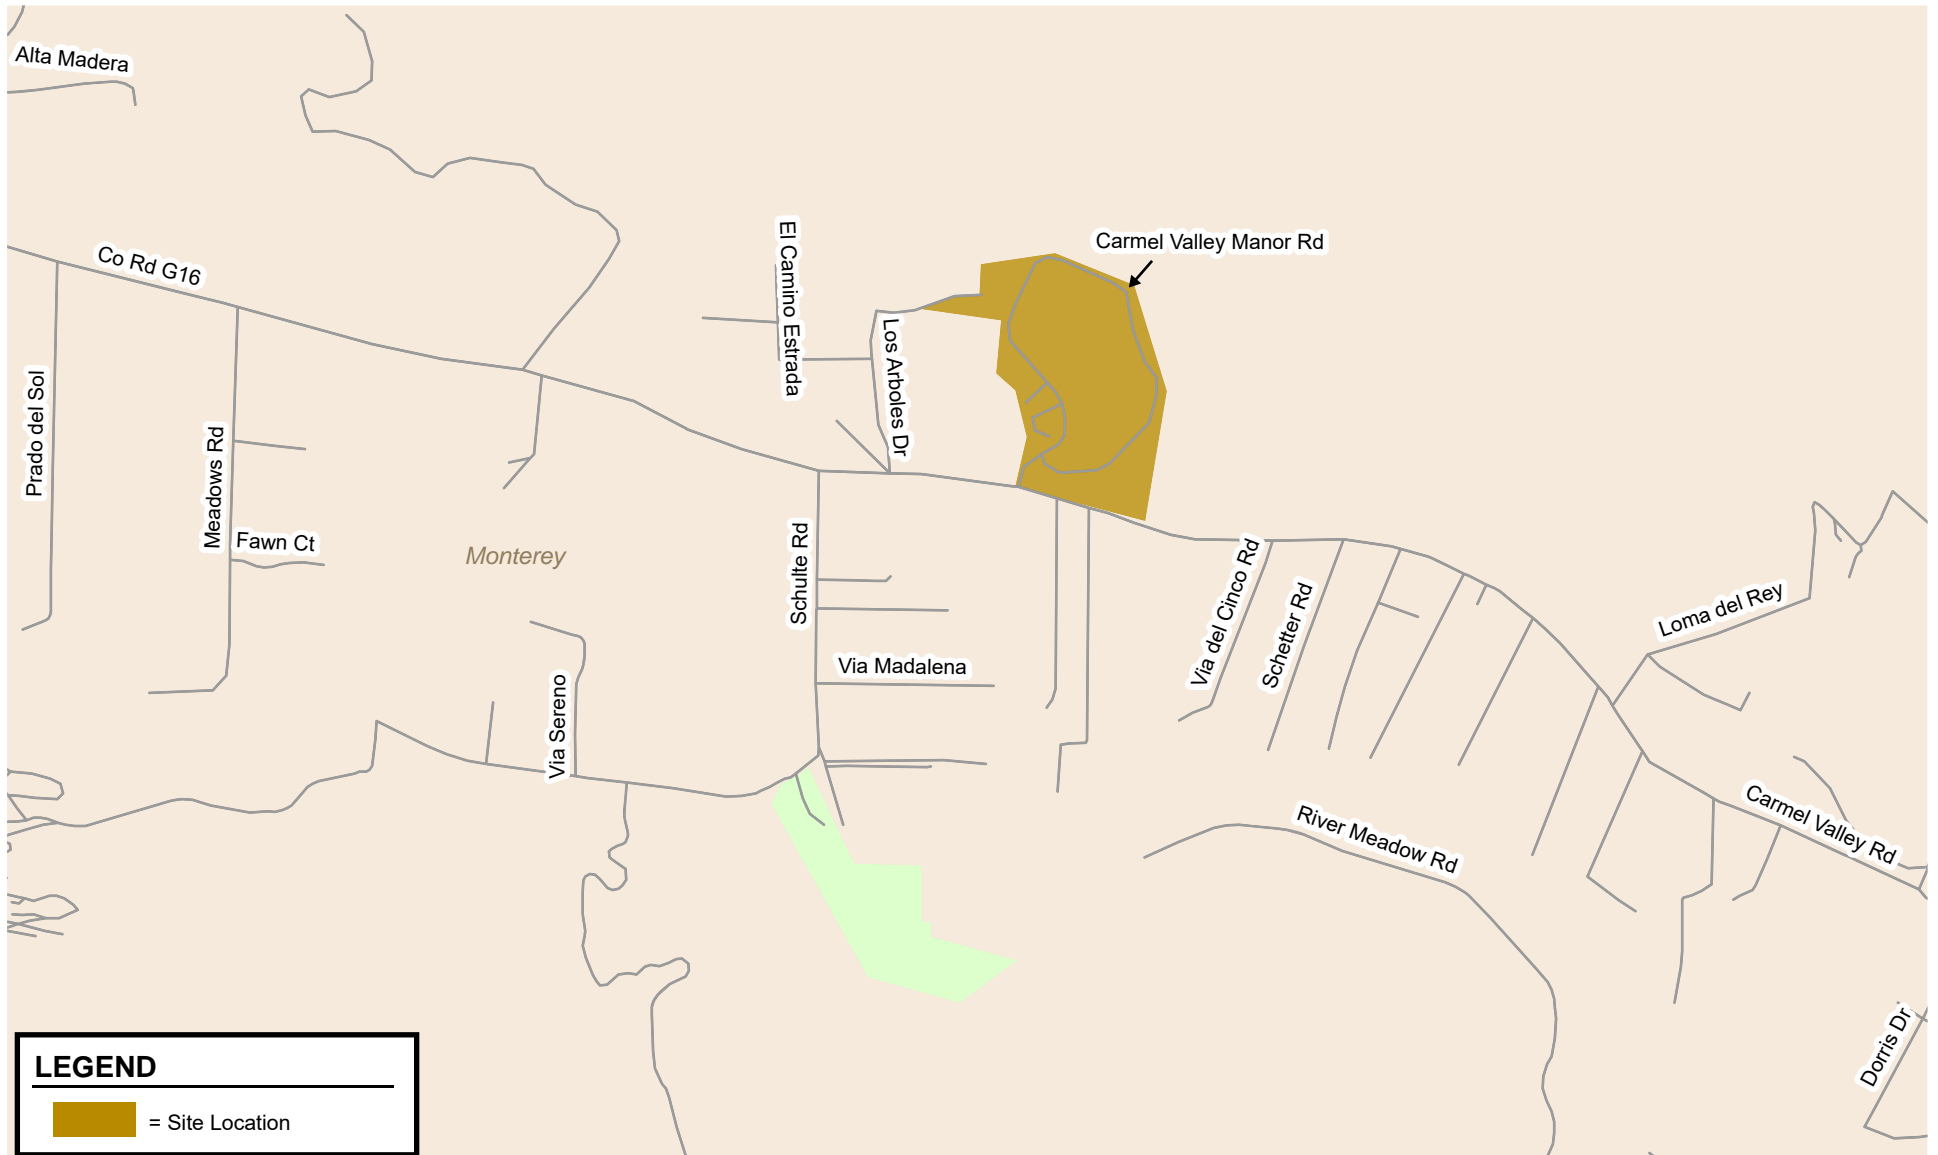 Alta Madera
Carmel Valley Manor Rd
Co Rd G16
El Camino Estrada
Los Arboles Dr
Prado del Sol
Meadows Rd
Fawn Ct
Monterey
Schulte Rd
Via del Cinco Rd
Schetter Rd
Loma del Rey
Via Madalena
Via Sereno
River Meadow Rd
Carmel Valley Rd
Dorris Dr
LEGEND
= Site Location